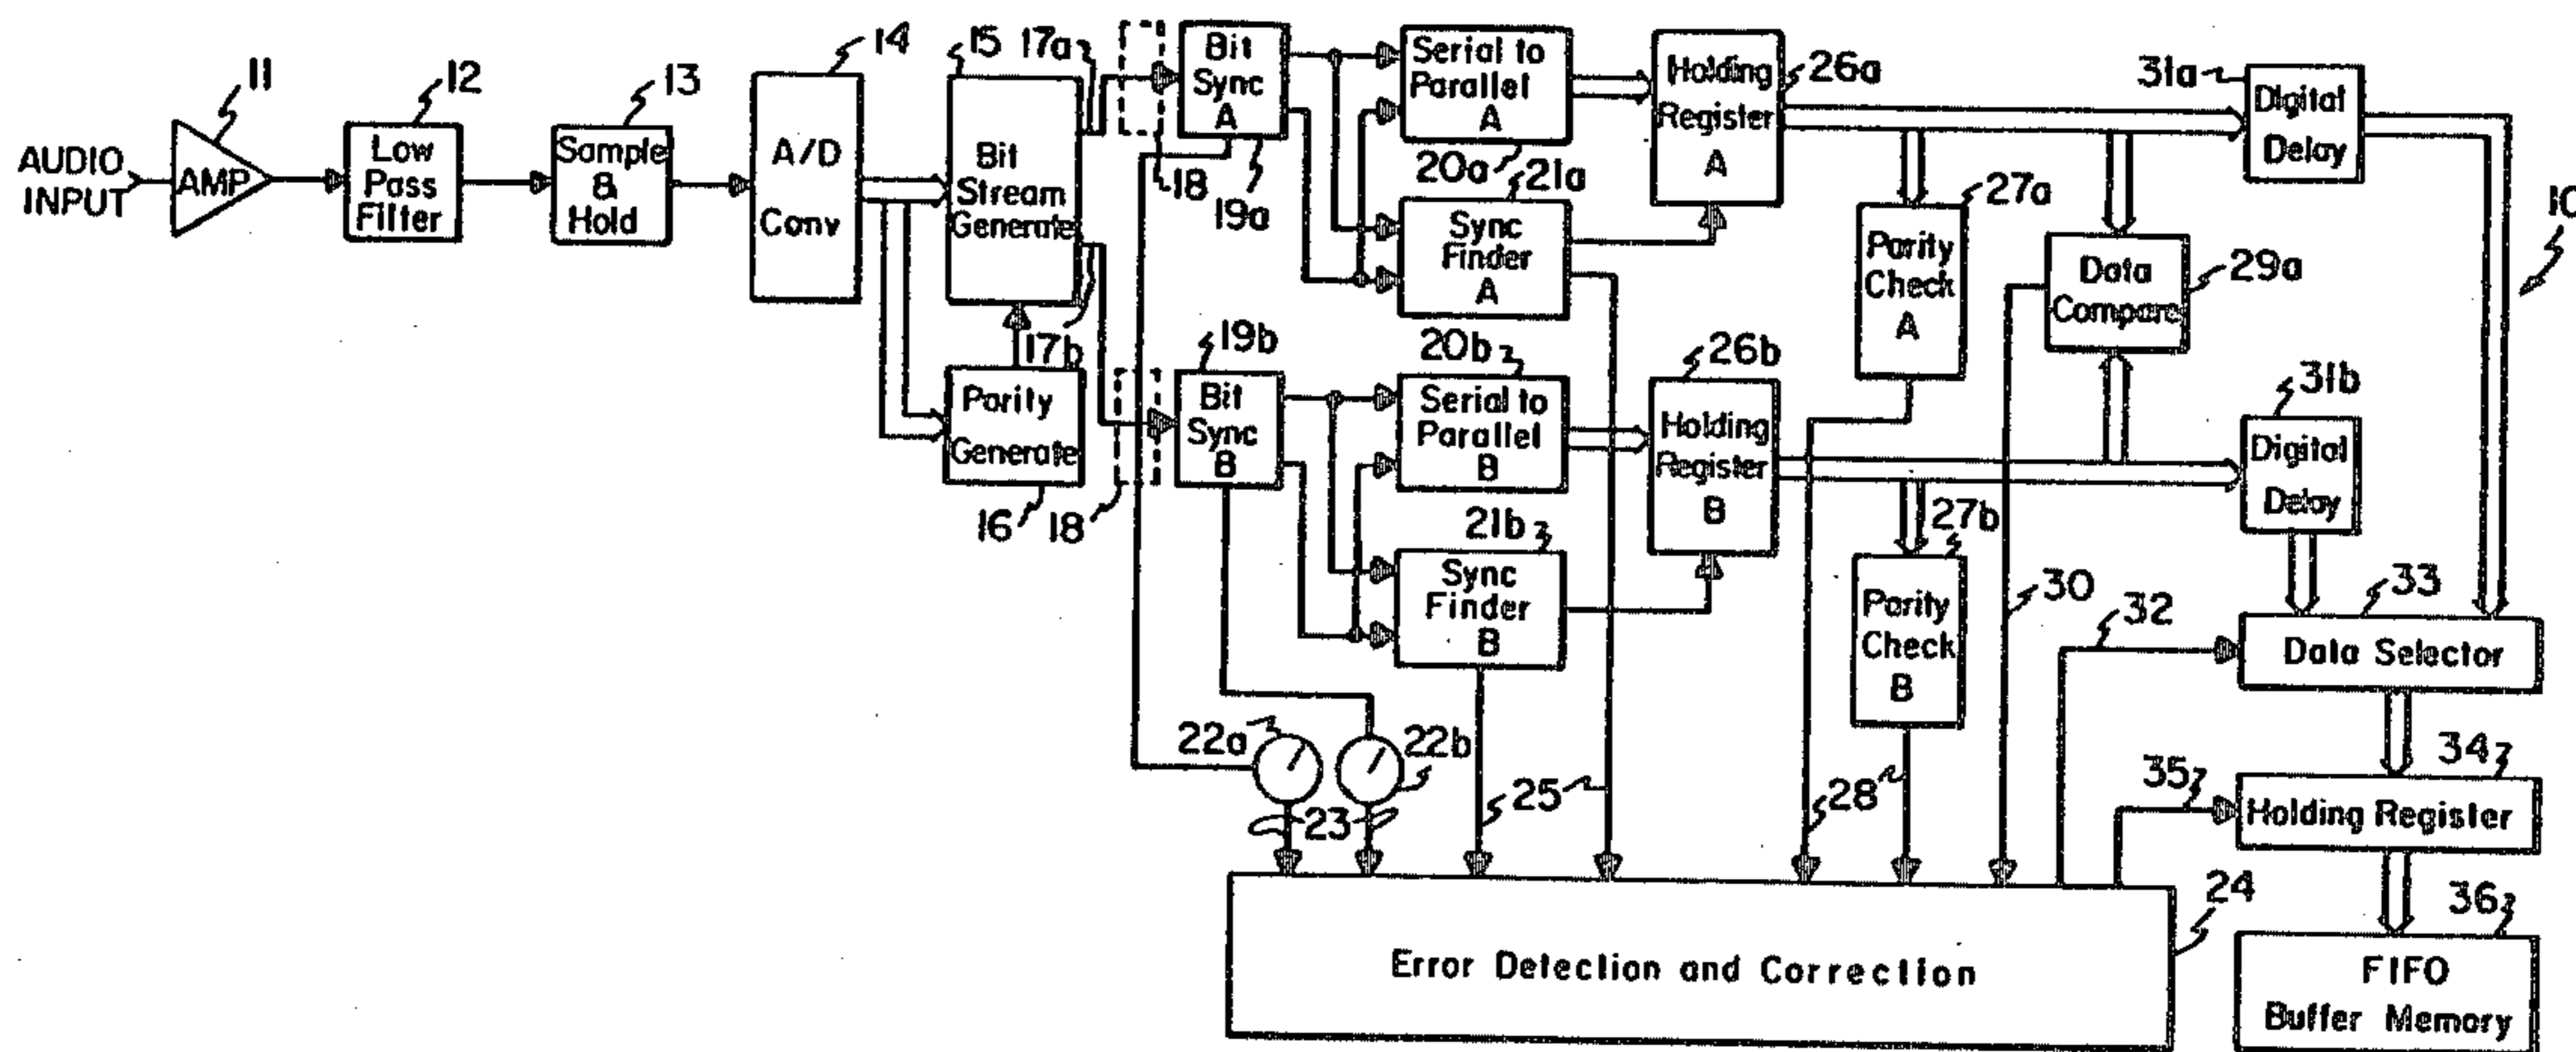 AUDIO
INPUT
11
AMP
12
Low
Pass
Filter
13
Sample
&
Hold
14
A/D
Conv
15
Bit
Stream
Generate
16
Parity
Generate
17a
17b
18
18
Bit
Sync
A
19a
19b
Bit
Sync
B
Serial to
Parallel
A
20a
21a
Sync
Finder
A
20b
Serial to
Parallel
B
21b
Sync
Finder
B
22a
22b
23
25
Holding
Register
A
26a
26b
Holding
Register
B
27a
Parity
Check
A
27b
Parity
Check
B
28
Data
Compare
29a
30
31a
Digital
Delay
31b
Digital
Delay
10
32
33
Data Selector
34
35
Holding Register
36
FIFO
Buffer Memory
24
Error Detection and Correction